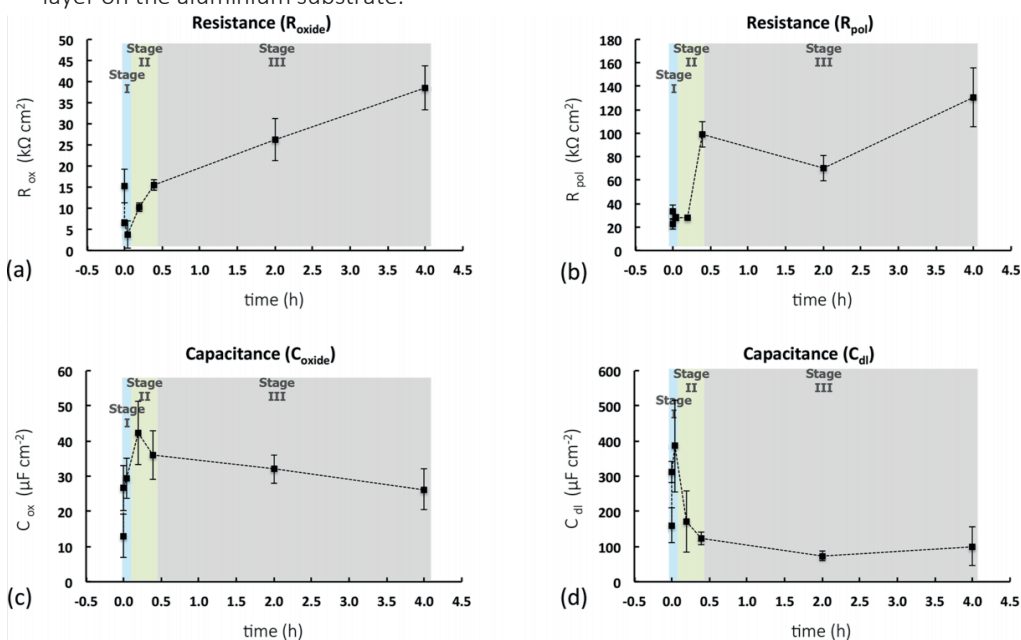 layer on the aluminium substrate.
Resistance (Roxide)
50
45
40
35
30
25
20
15
10
5
0
R ox (kΩ cm²)
Stage
I
Stage
II
Stage
III
-0.5 0.0 0.5 1.0 1.5 2.0 2.5 3.0 3.5 4.0 4.5
time (h)
(a)
Resistance (Rpol)
180
160
140
120
100
80
60
40
20
0
R pol (kΩ cm²)
Stage
I
Stage
II
Stage
III
-0.5 0.0 0.5 1.0 1.5 2.0 2.5 3.0 3.5 4.0 4.5
time (h)
(b)
Capacitance (Coxide)
60
50
40
30
20
10
0
C ox (µF cm⁻²)
Stage
I
Stage
II
Stage
III
-0.5 0.0 0.5 1.0 1.5 2.0 2.5 3.0 3.5 4.0 4.5
time (h)
(c)
Capacitance (Cdl)
600
500
400
300
200
100
0
C dl (µF cm⁻²)
Stage
I
Stage
II
Stage
III
-0.5 0.0 0.5 1.0 1.5 2.0 2.5 3.0 3.5 4.0 4.5
time (h)
(d)